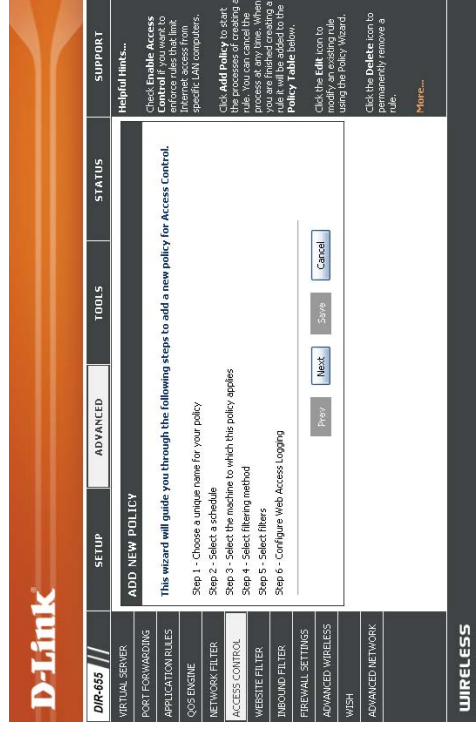 D-Link
DIR-655
SETUP
ADVANCED
TOOLS
STATUS
SUPPORT
VIRTUAL SERVER
PORT FORWARDING
APPLICATION RULES
QOS ENGINE
NETWORK FILTER
ACCESS CONTROL
WEBSITE FILTER
INBOUND FILTER
FIREWALL SETTINGS
ADVANCED WIRELESS
WISH
ADVANCED NETWORK
ADD NEW POLICY
This wizard will guide you through the following steps to add a new policy for Access Control.
Step 1 - Choose a unique name for your policy
Step 2 - Select a schedule
Step 3 - Select the machine to which this policy applies
Step 4 - Select filtering method
Step 5 - Select filters
Step 6 - Configure Web Access Logging
Prev
Next
Save
Cancel
Helpful Hints...
Check Enable Access
Control if you want to
enforce rules that limit
Internet access from
specific LAN computers.
Click Add Policy to start
the processes of creating a
rule. You can cancel the
process at any time. When
you are finished creating a
rule it will be added to the
Policy Table below.
Click the Edit icon to
modify an existing rule
using the Policy Wizard.
Click the Delete icon to
permanently remove a
rule.
More...
WIRELESS